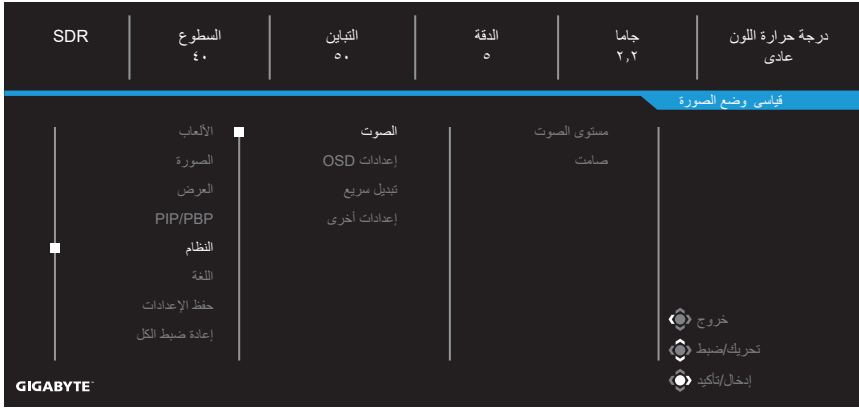 درجة حرارة اللون
عادى
جاما
٢,٢
الدقة
٥
التباين
٥٠
السطوع
٤٠
SDR
قياسى وضع الصورة
الألعاب
الصورة
العرض
PIP/PBP
النظام
اللغة
حفظ الإعدادات
إعادة ضبط الكل
الصوت
إعدادات OSD
تبديل سريع
إعدادات أخرى
مستوى الصوت
صامت
خروج
تحريك/ضبط
إدخال/تأكيد
GIGABYTE™